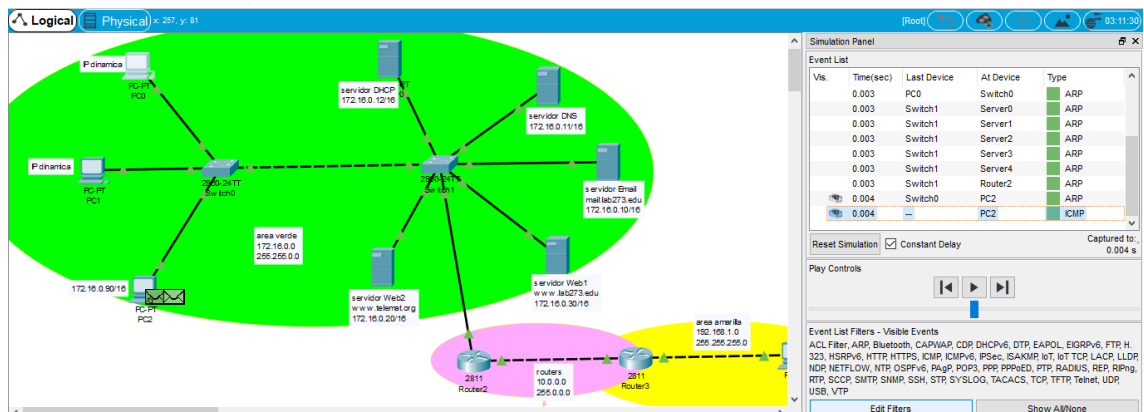 Logical
Physical
x: 257, y: 81
[Root]
03:11:30
IP dinamica
PC-PT
PC0
IP dinamica
PC-PT
PC1
172.16.0.90/16
PC-PT
PC2
2950-24TT
Switch0
area verde
172.16.0.0
255.255.0.0
servidor DHCP
172.16.0.12/16
servidor DNS
172.16.0.11/16
2950-24TT
Switch1
servidor Email
mail.lab273.edu
172.16.0.10/16
servidor Web2
www.telemat.org
172.16.0.20/16
servidor Web1
www.lab273.edu
172.16.0.30/16
area amarilla
192.168.1.0
255.255.255.0
2811
Router2
routers
10.0.0.0
255.0.0.0
2811
Router3
Simulation Panel
Event List
Vis. Time(sec) Last Device At Device Type
0.003 PC0 Switch0 ARP
0.003 Switch1 Server0 ARP
0.003 Switch1 Server1 ARP
0.003 Switch1 Server2 ARP
0.003 Switch1 Server3 ARP
0.003 Switch1 Server4 ARP
0.003 Switch1 Router2 ARP
0.004 Switch0 PC2 ARP
0.004 -- PC2 ICMP
Reset Simulation
Constant Delay
Captured to:
0.004 s
Play Controls
Event List Filters - Visible Events
ACL Filter, ARP, Bluetooth, CAPWAP, CDP, DHCPv6, DTP, EAPOL, EIGRPv6, FTP, H.
323, HSRPv6, HTTP, HTTPS, ICMP, ICMPv6, IPSec, ISAKMP, IoT, IoT TCP, LACP, LLDP,
NDP, NETFLOW, NTP, OSPFv6, PAgP, POP3, PPP, PPPoED, PTP, RADIUS, REP, RIPng,
RTP, SCCP, SMTP, SNMP, SSH, STP, SYSLOG, TACACS, TCP, TFTP, Telnet, UDP,
USB, VTP
Edit Filters
Show All/None